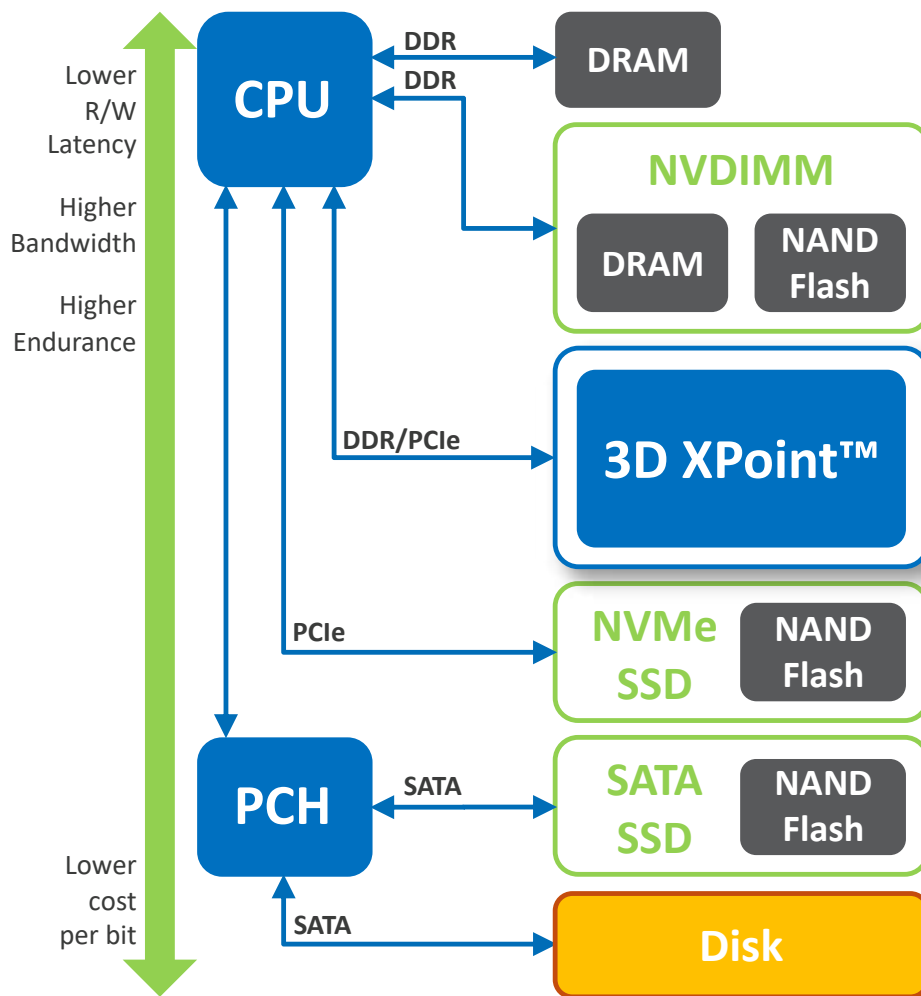 Lower
R/W
Latency
Higher
Bandwidth
Higher
Endurance
Lower
cost
per bit
CPU
DDR
DDR
DRAM
NVDIMM
DRAM
NAND
Flash
DDR/PCIe
3D XPoint™
PCIe
NVMe
SSD
NAND
Flash
PCH
SATA
SATA
SSD
NAND
Flash
SATA
Disk